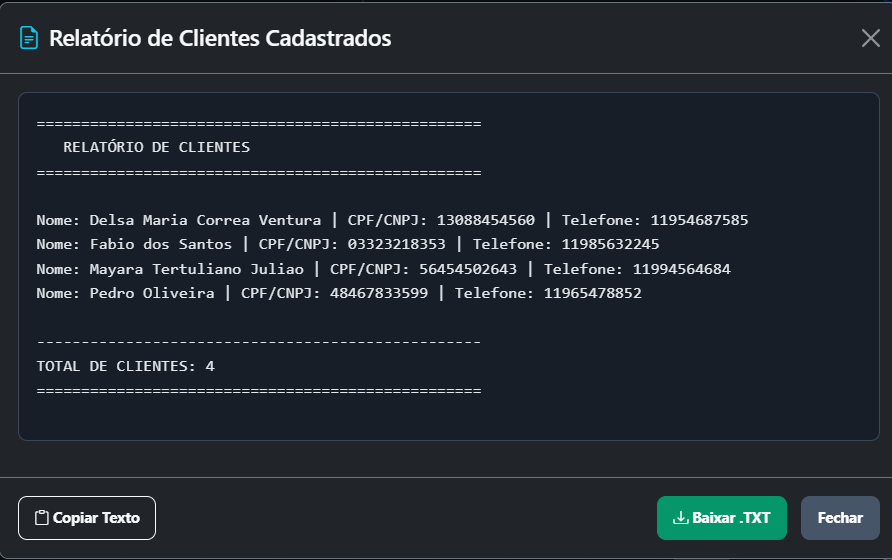 Relatório de Clientes Cadastrados
==================================================
RELATÓRIO DE CLIENTES
==================================================
Nome: Delsa Maria Correa Ventura | CPF/CNPJ: 13088454560 | Telefone: 11954687585
Nome: Fabio dos Santos | CPF/CNPJ: 03323218353 | Telefone: 11985632245
Nome: Mayara Tertuliano Juliao | CPF/CNPJ: 56454502643 | Telefone: 11994564684
Nome: Pedro Oliveira | CPF/CNPJ: 48467833599 | Telefone: 11965478852
--------------------------------------------------
TOTAL DE CLIENTES: 4
==================================================
Copiar Texto
Baixar .TXT
Fechar